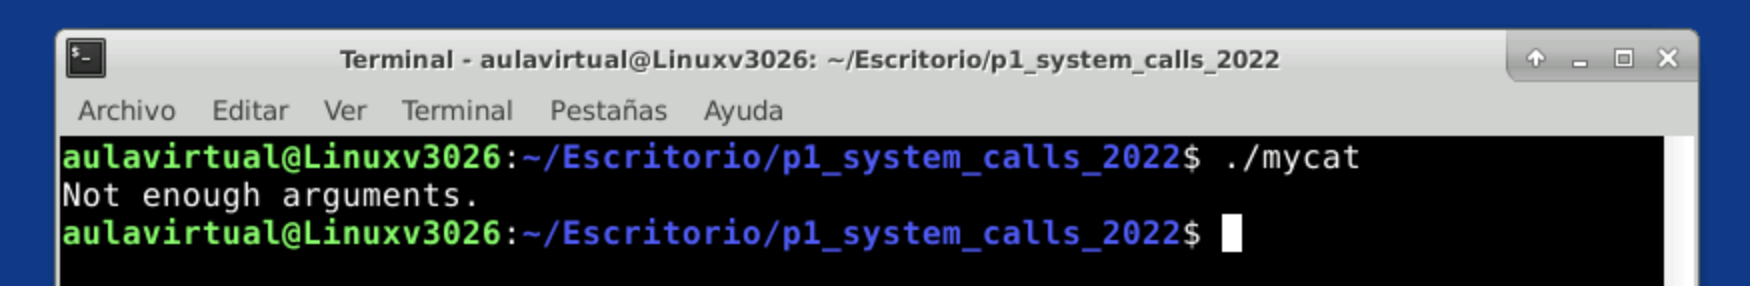 Terminal - aulavirtual@Linuxv3026: ~/Escritorio/p1_system_calls_2022
Archivo Editar Ver Terminal Pestañas Ayuda
aulavirtual@Linuxv3026:~/Escritorio/p1_system_calls_2022$ ./mycat
Not enough arguments.
aulavirtual@Linuxv3026:~/Escritorio/p1_system_calls_2022$